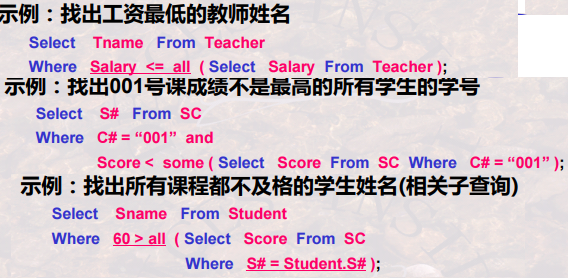 示例：找出工资最低的教师姓名
Select Tname From Teacher
Where Salary <= all ( Select Salary From Teacher );
示例：找出001号课成绩不是最高的所有学生的学号
Select S# From SC
Where C# = “001” and
Score < some ( Select Score From SC Where C# = “001” );
示例：找出所有课程都不及格的学生姓名(相关子查询)
Select Sname From Student
Where 60 > all ( Select Score From SC
Where S# = Student.S# );